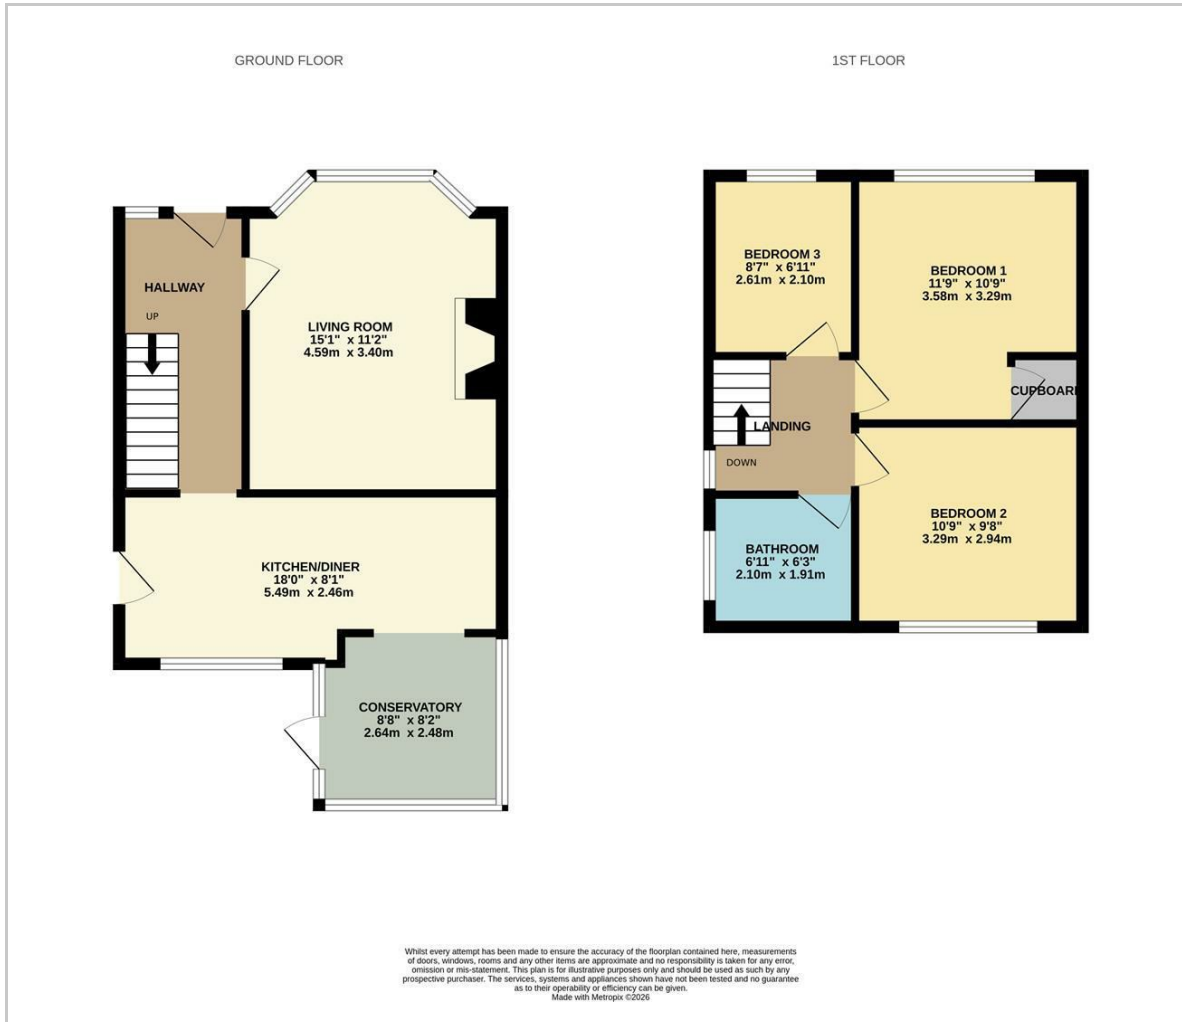 GROUND FLOOR
HALLWAY
UP
LIVING ROOM
15'1" x 11'2"
4.59m x 3.40m
KITCHEN/DINER
18'0" x 8'1"
5.49m x 2.46m
CONSERVATORY
8'8" x 8'2"
2.64m x 2.48m
1ST FLOOR
BEDROOM 3
8'7" x 6'11"
2.61m x 2.10m
BEDROOM 1
11'9" x 10'9"
3.58m x 3.29m
CUPBOARD
LANDING
DOWN
BEDROOM 2
10'9" x 9'8"
3.29m x 2.94m
BATHROOM
6'11" x 6'3"
2.10m x 1.91m
Whilst every attempt has been made to ensure the accuracy of the floorplan contained here, measurements
of doors, windows, rooms and any other items are approximate and no responsibility is taken for any error,
omission or mis-statement. This plan is for illustrative purposes only and should be used as such by any
prospective purchaser. The services, systems and appliances shown have not been tested and no guarantee
as to their operability or efficiency can be given.
Made with Metropix ©2026